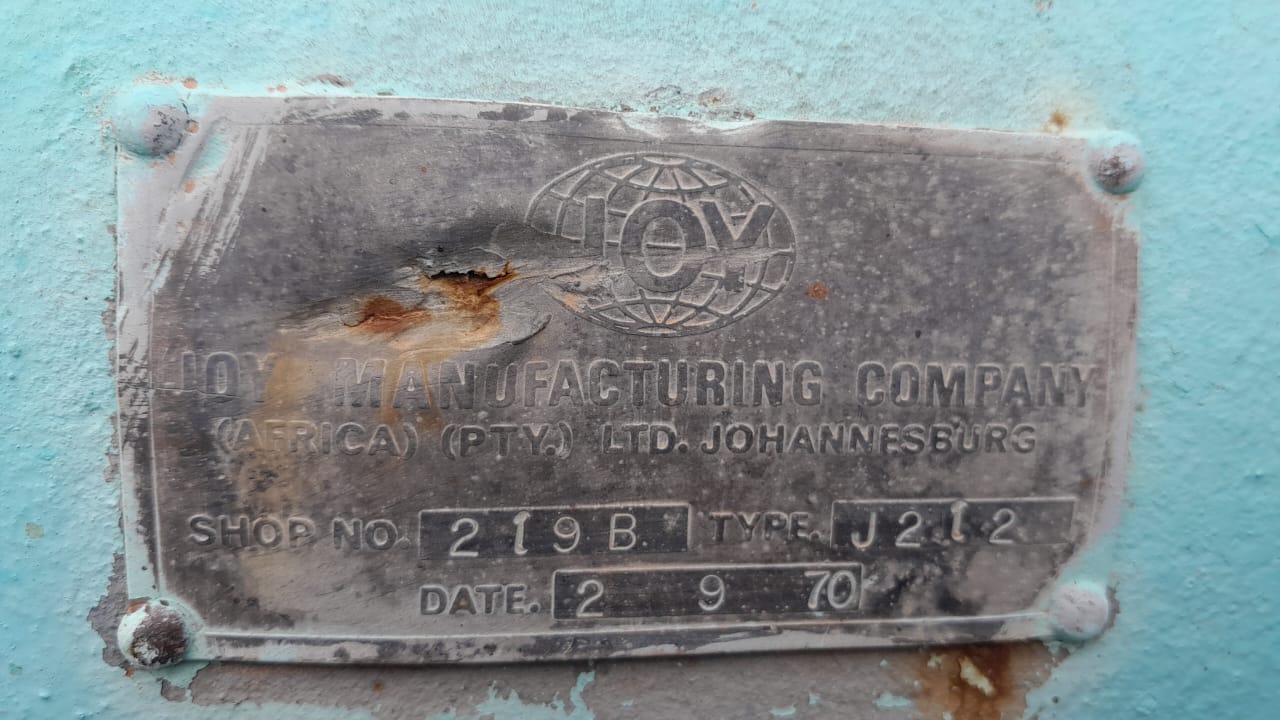 JOY
JOY MANUFACTURING COMPANY
(AFRICA) (PTY.) LTD. JOHANNESBURG
SHOP NO. 219B. TYPE. J212
DATE. 2 9 70